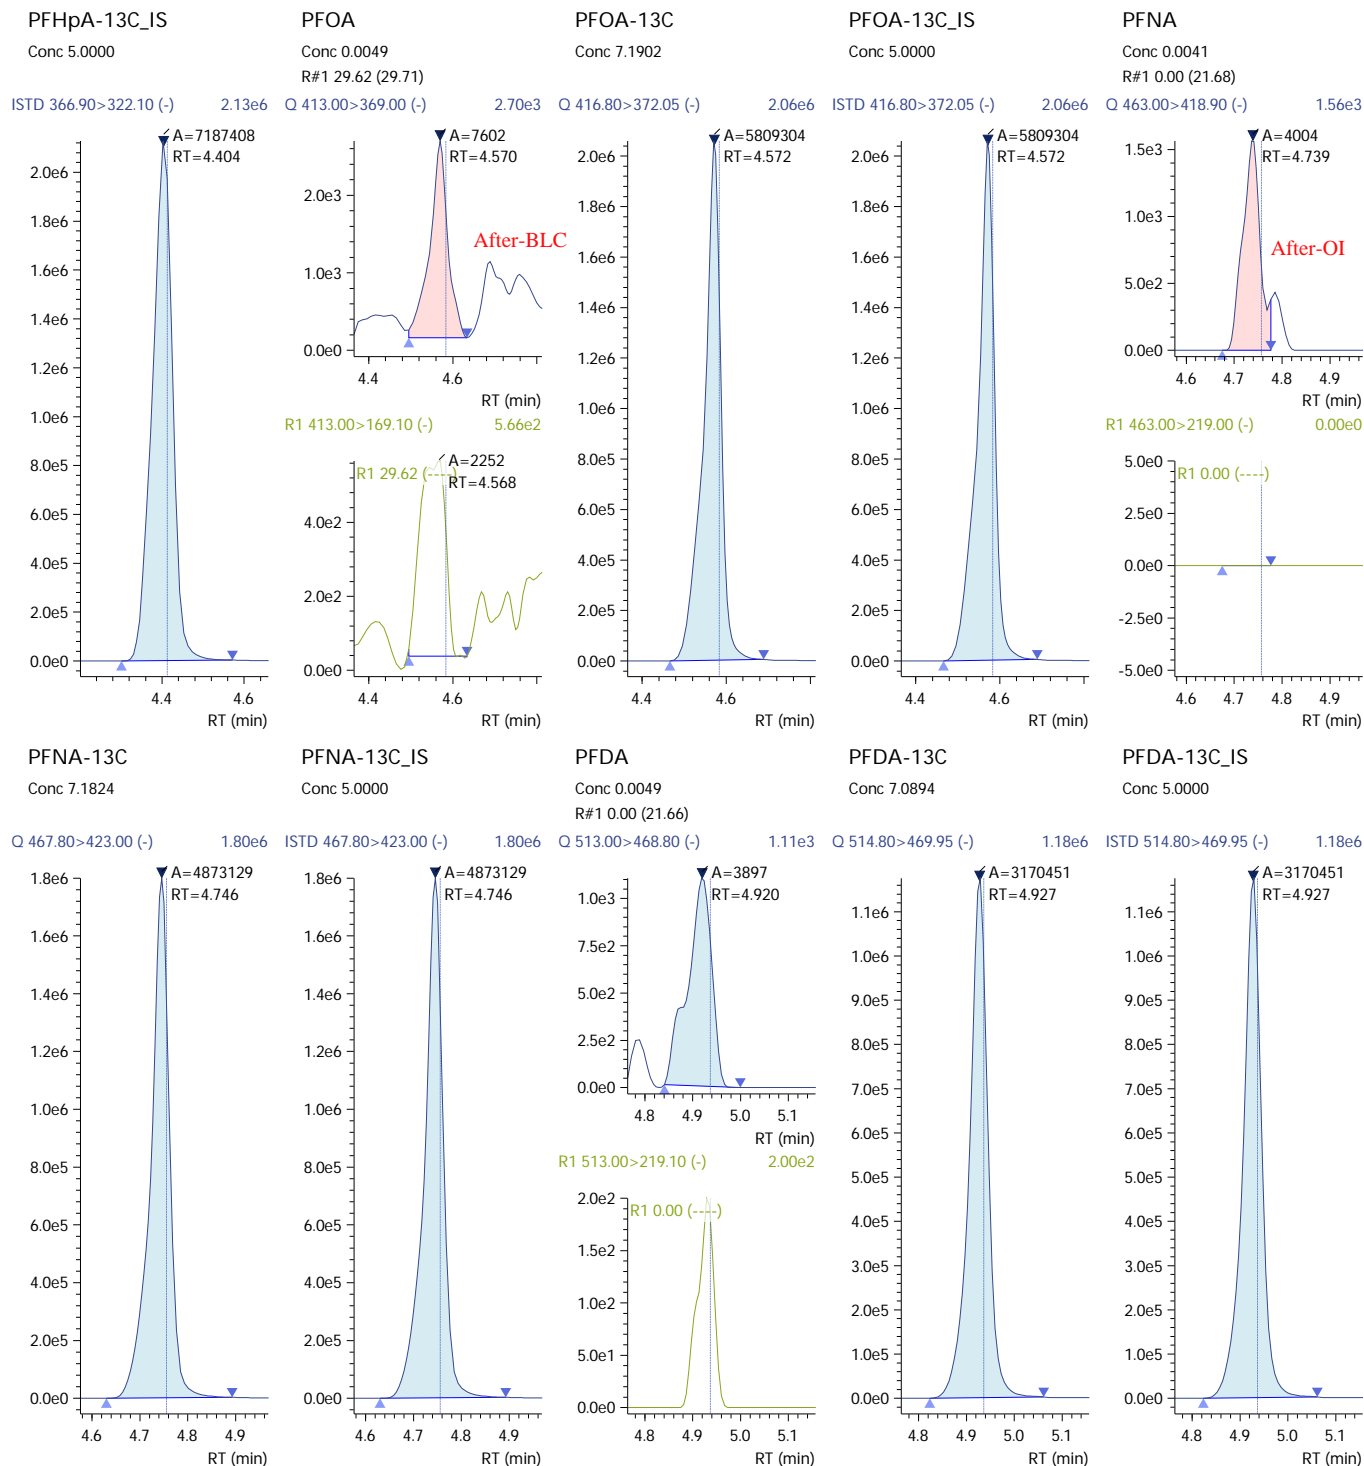 PFHpA-13C_IS
Conc 5.0000
ISTD 366.90>322.10 (-) 2.13e6
A=7187408
RT=4.404
2.0e6
1.8e6
1.6e6
1.4e6
1.2e6
1.0e6
8.0e5
6.0e5
4.0e5
2.0e5
0.0e0
4.4 4.6
RT (min)
PFOA
Conc 0.0049
R#1 29.62 (29.71)
Q 413.00>369.00 (-) 2.70e3
A=7602
RT=4.570
After-BLC
2.0e3
1.0e3
0.0e0
4.4 4.6
RT (min)
R1 413.00>169.10 (-) 5.66e2
R1 29.62 (----)
A=2252
RT=4.568
4.0e2
2.0e2
0.0e0
4.4 4.6
RT (min)
PFOA-13C
Conc 7.1902
Q 416.80>372.05 (-) 2.06e6
A=5809304
RT=4.572
2.0e6
1.8e6
1.6e6
1.4e6
1.2e6
1.0e6
8.0e5
6.0e5
4.0e5
2.0e5
0.0e0
4.4 4.6
RT (min)
PFOA-13C_IS
Conc 5.0000
ISTD 416.80>372.05 (-) 2.06e6
A=5809304
RT=4.572
2.0e6
1.8e6
1.6e6
1.4e6
1.2e6
1.0e6
8.0e5
6.0e5
4.0e5
2.0e5
0.0e0
4.4 4.6
RT (min)
PFNA
Conc 0.0041
R#1 0.00 (21.68)
Q 463.00>418.90 (-) 1.56e3
A=4004
RT=4.739
After-OI
1.5e3
1.0e3
5.0e2
0.0e0
4.6 4.7 4.8 4.9
RT (min)
R1 463.00>219.00 (-) 0.00e0
R1 0.00 (----)
5.0e0
2.5e0
0.0e0
-2.5e0
-5.0e0
4.6 4.7 4.8 4.9
RT (min)
PFNA-13C
Conc 7.1824
Q 467.80>423.00 (-) 1.80e6
A=4873129
RT=4.746
1.8e6
1.6e6
1.4e6
1.2e6
1.0e6
8.0e5
6.0e5
4.0e5
2.0e5
0.0e0
4.6 4.7 4.8 4.9
RT (min)
PFNA-13C_IS
Conc 5.0000
ISTD 467.80>423.00 (-) 1.80e6
A=4873129
RT=4.746
1.8e6
1.6e6
1.4e6
1.2e6
1.0e6
8.0e5
6.0e5
4.0e5
2.0e5
0.0e0
4.6 4.7 4.8 4.9
RT (min)
PFDA
Conc 0.0049
R#1 0.00 (21.66)
Q 513.00>468.80 (-) 1.11e3
A=3897
RT=4.920
1.0e3
7.5e2
5.0e2
2.5e2
0.0e0
4.8 4.9 5.0 5.1
RT (min)
R1 513.00>219.10 (-) 2.00e2
R1 0.00 (----)
2.0e2
1.5e2
1.0e2
5.0e1
0.0e0
4.8 4.9 5.0 5.1
RT (min)
PFDA-13C
Conc 7.0894
Q 514.80>469.95 (-) 1.18e6
A=3170451
RT=4.927
1.1e6
1.0e6
9.0e5
8.0e5
7.0e5
6.0e5
5.0e5
4.0e5
3.0e5
2.0e5
1.0e5
0.0e0
4.8 4.9 5.0 5.1
RT (min)
PFDA-13C_IS
Conc 5.0000
ISTD 514.80>469.95 (-) 1.18e6
A=3170451
RT=4.927
1.1e6
1.0e6
9.0e5
8.0e5
7.0e5
6.0e5
5.0e5
4.0e5
3.0e5
2.0e5
1.0e5
0.0e0
4.8 4.9 5.0 5.1
RT (min)